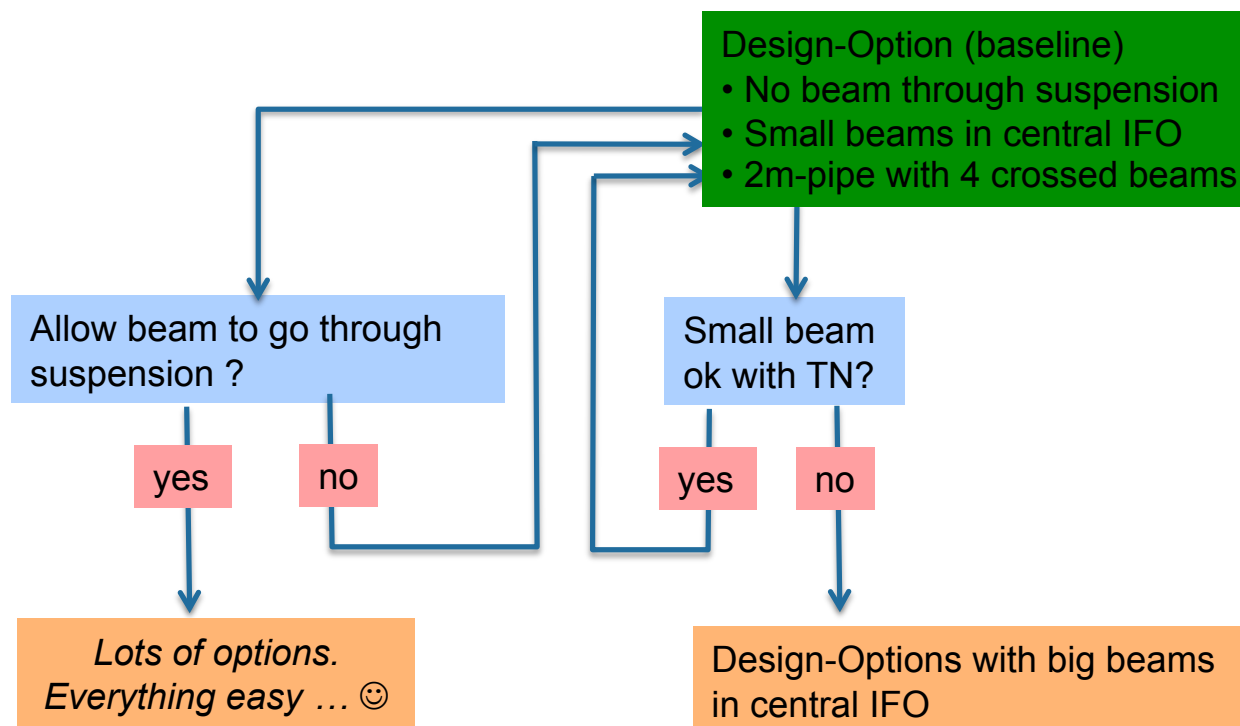 Design-Option (baseline)
• No beam through suspension
• Small beams in central IFO
• 2m-pipe with 4 crossed beams
Allow beam to go through
suspension ?
Small beam
ok with TN?
yes
no
yes
no
Lots of options.
Everything easy … ☺
Design-Options with big beams
in central IFO